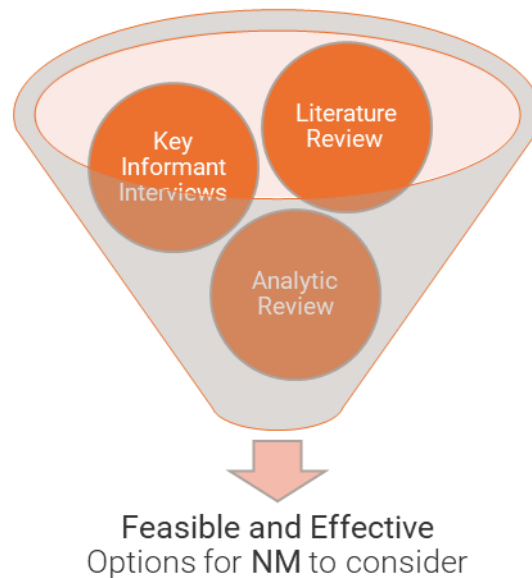 Literature
Review
Key
Informant
Interviews
Analytic
Review
Feasible and Effective
Options for NM to consider